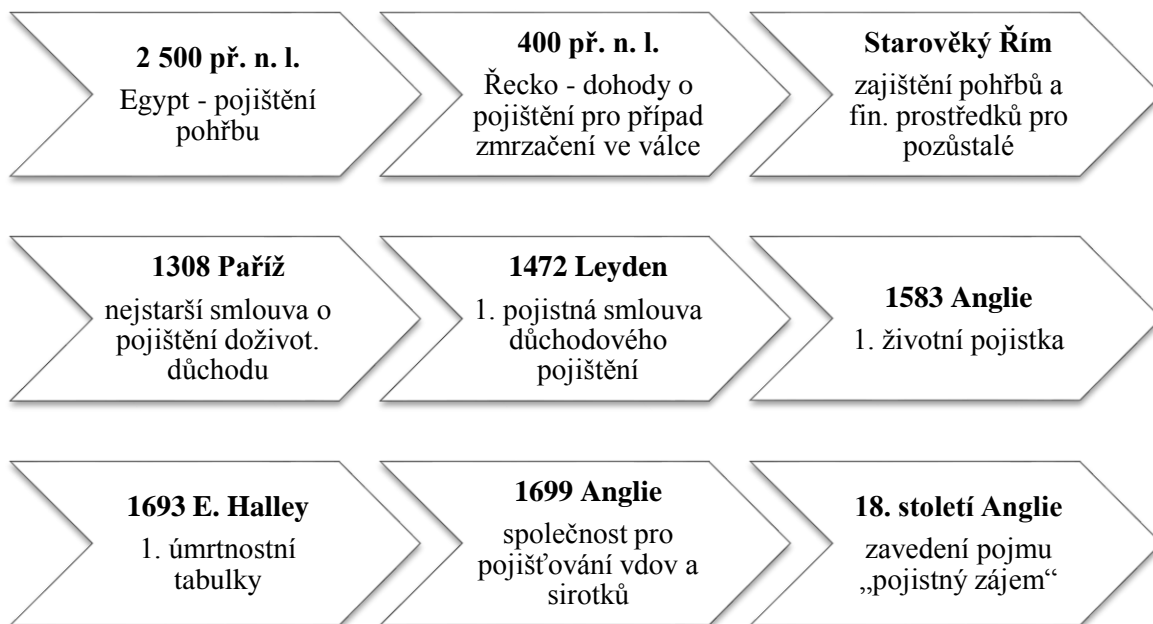 2 500 př. n. l.
Egypt - pojištění
pohřbu
400 př. n. l.
Řecko - dohody o
pojištění pro případ
zmrzačení ve válce
Starověký Řím
zajištění pohřbů a
fin. prostředků pro
pozůstalé
1308 Paříž
nejstarší smlouva o
pojištění doživot.
důchodu
1472 Leyden
1. pojistná smlouva
důchodového
pojištění
1583 Anglie
1. životní pojistka
1693 E. Halley
1. úmrtnostní
tabulky
1699 Anglie
společnost pro
pojišťování vdov a
sirotků
18. století Anglie
zavedení pojmu
„pojistný zájem“